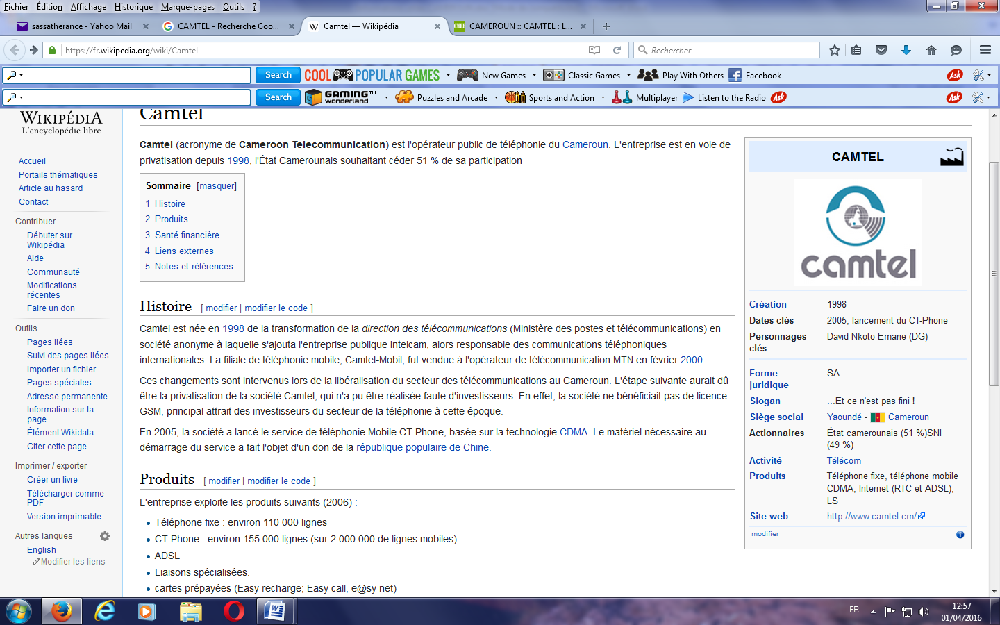 Fichier Édition Affichage Historique Marque-pages Outils ?
sassatherance - Yahoo Mail
CAMTEL - Recherche Goo...
Camtel — Wikipédia
CAMEROUN :: CAMTEL : L...
https://fr.wikipedia.org/wiki/Camtel
Rechercher
Search COOL POPULAR GAMES New Games Classic Games Play With Others Facebook Ask
Search GAMING wonderland™ Puzzles and Arcade Sports and Action Multiplayer Listen to the Radio Ask Ask
WIKIPÉDIA
L'encyclopédie libre
Accueil
Portails thématiques
Article au hasard
Contact
Contribuer
Débuter sur
Wikipédia
Aide
Communauté
Modifications
récentes
Faire un don
Outils
Pages liées
Suivi des pages liées
Importer un fichier
Pages spéciales
Adresse permanente
Information sur la
page
Élément Wikidata
Citer cette page
Imprimer / exporter
Créer un livre
Télécharger comme
PDF
Version imprimable
Autres langues
English
Modifier les liens
Camtel
Camtel (acronyme de Cameroon Telecommunication) est l'opérateur public de téléphonie du Cameroun. L'entreprise est en voie de
privatisation depuis 1998, l'État Camerounais souhaitant céder 51 % de sa participation
Sommaire [masquer]
1 Histoire
2 Produits
3 Santé financière
4 Liens externes
5 Notes et références
Histoire [ modifier | modifier le code ]
Camtel est née en 1998 de la transformation de la direction des télécommunications (Ministère des postes et télécommunications) en
société anonyme à laquelle s'ajouta l'entreprise publique Intelcam, alors responsable des communications téléphoniques
internationales. La filiale de téléphonie mobile, Camtel-Mobil, fut vendue à l'opérateur de télécommunication MTN en février 2000.
Ces changements sont intervenus lors de la libéralisation du secteur des télécommunications au Cameroun. L'étape suivante aurait dû
être la privatisation de la société Camtel, qui n'a pu être réalisée faute d'investisseurs. En effet, la société ne bénéficiait pas de licence
GSM, principal attrait des investisseurs du secteur de la téléphonie à cette époque.
En 2005, la société a lancé le service de téléphonie Mobile CT-Phone, basée sur la technologie CDMA. Le matériel nécessaire au
démarrage du service a fait l'objet d'un don de la république populaire de Chine.
Produits [ modifier | modifier le code ]
L'entreprise exploite les produits suivants (2006) :
Téléphone fixe : environ 110 000 lignes
CT-Phone : environ 155 000 lignes (sur 2 000 000 de lignes mobiles)
ADSL
Liaisons spécialisées.
cartes prépayées (Easy recharge; Easy call, e@sy net)
CAMTEL
camtel
Création 1998
Dates clés 2005, lancement du CT-Phone
Personnages David Nkoto Emane (DG)
clés
Forme SA
juridique
Slogan ...Et ce n'est pas fini !
Siège social Yaoundé - Cameroun
Actionnaires État camerounais (51 %)SNI
(49 %)
Activité Télécom
Produits Téléphone fixe, téléphone mobile
CDMA, Internet (RTC et ADSL),
LS
Site web http://www.camtel.cm/
modifier
FR
12:57
01/04/2016